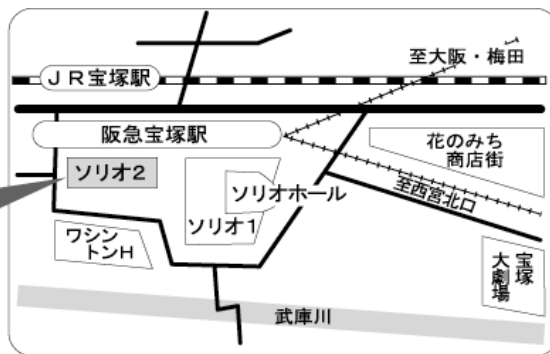 至大阪・梅田
JR宝塚駅
阪急宝塚駅
花のみち
商店街
ソリオ2
ソリオホール
至西宮北口
ソリオ1
ワシン
トンH
宝塚
大劇場
武庫川